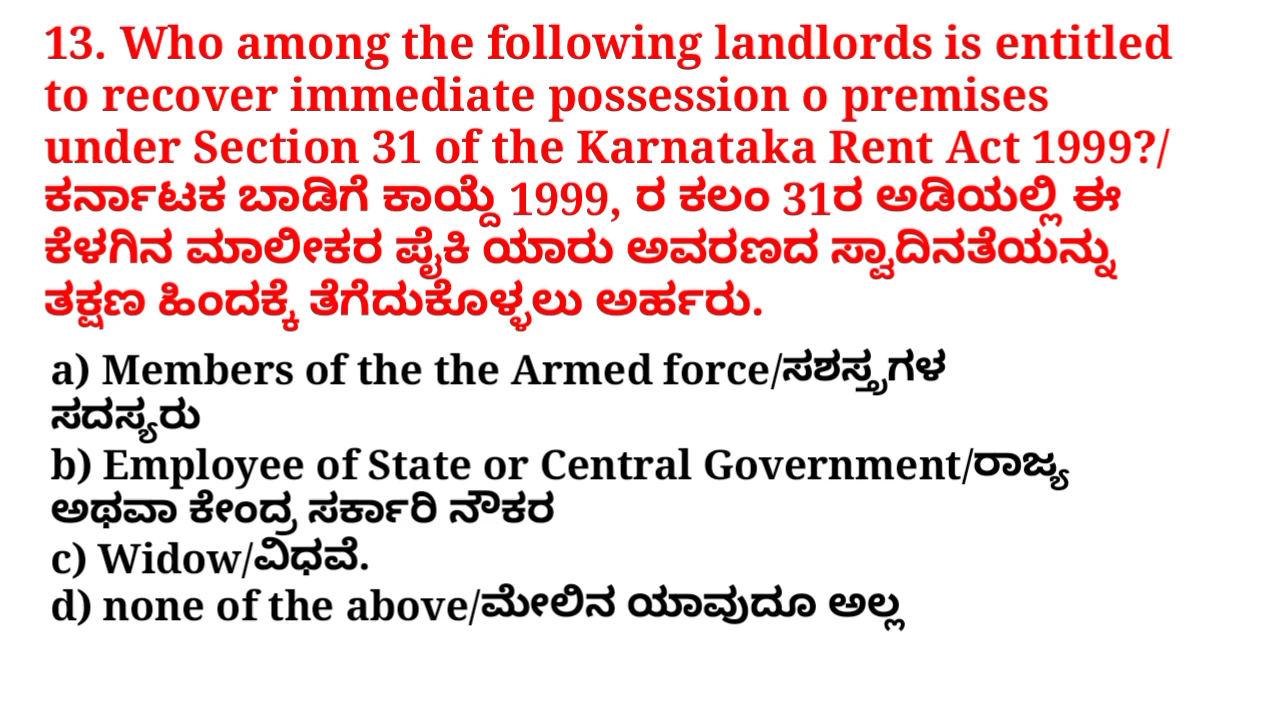 13. Who among the following landlords is entitled
to recover immediate possession o premises
under Section 31 of the Karnataka Rent Act 1999?/
ಕರ್ನಾಟಕ ಬಾಡಿಗೆ ಕಾಯ್ದೆ 1999, ರ ಕಲಂ 31ರ ಅಡಿಯಲ್ಲಿ ಈ
ಕೆಳಗಿನ ಮಾಲೀಕರ ಪೈಕಿ ಯಾರು ಅವರಣದ ಸ್ವಾದಿನತೆಯನ್ನು
ತಕ್ಷಣ ಹಿಂದಕ್ಕೆ ತೆಗೆದುಕೊಳ್ಳಲು ಅರ್ಹರು.
a) Members of the the Armed force/ಸಶಸ್ತ್ರಗಳ
ಸದಸ್ಯರು
b) Employee of State or Central Government/ರಾಜ್ಯ
ಅಥವಾ ಕೇಂದ್ರ ಸರ್ಕಾರಿ ನೌಕರ
c) Widow/ವಿಧವೆ.
d) none of the above/ಮೇಲಿನ ಯಾವುದೂ ಅಲ್ಲ